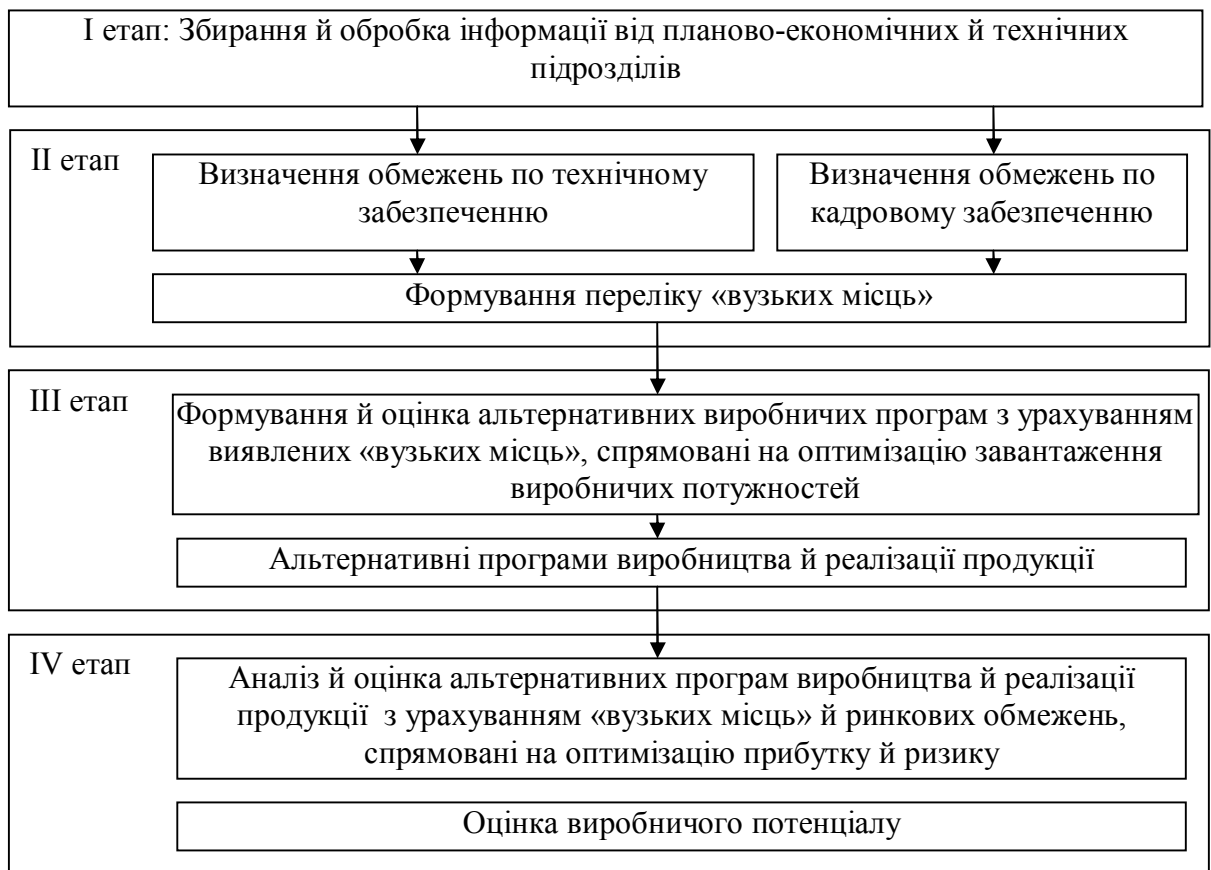 І етап: Збирання й обробка інформації від планово-економічних й технічних
підрозділів
ІІ етап
Визначення обмежень по технічному
забезпеченню
Визначення обмежень по
кадровому забезпеченню
Формування переліку «вузьких місць»
ІІІ етап
Формування й оцінка альтернативних виробничих програм з урахуванням
виявлених «вузьких місць», спрямовані на оптимізацію завантаження
виробничих потужностей
Альтернативні програми виробництва й реалізації продукції
IV етап
Аналіз й оцінка альтернативних програм виробництва й реалізації
продукції з урахуванням «вузьких місць» й ринкових обмежень,
спрямовані на оптимізацію прибутку й ризику
Оцінка виробничого потенціалу